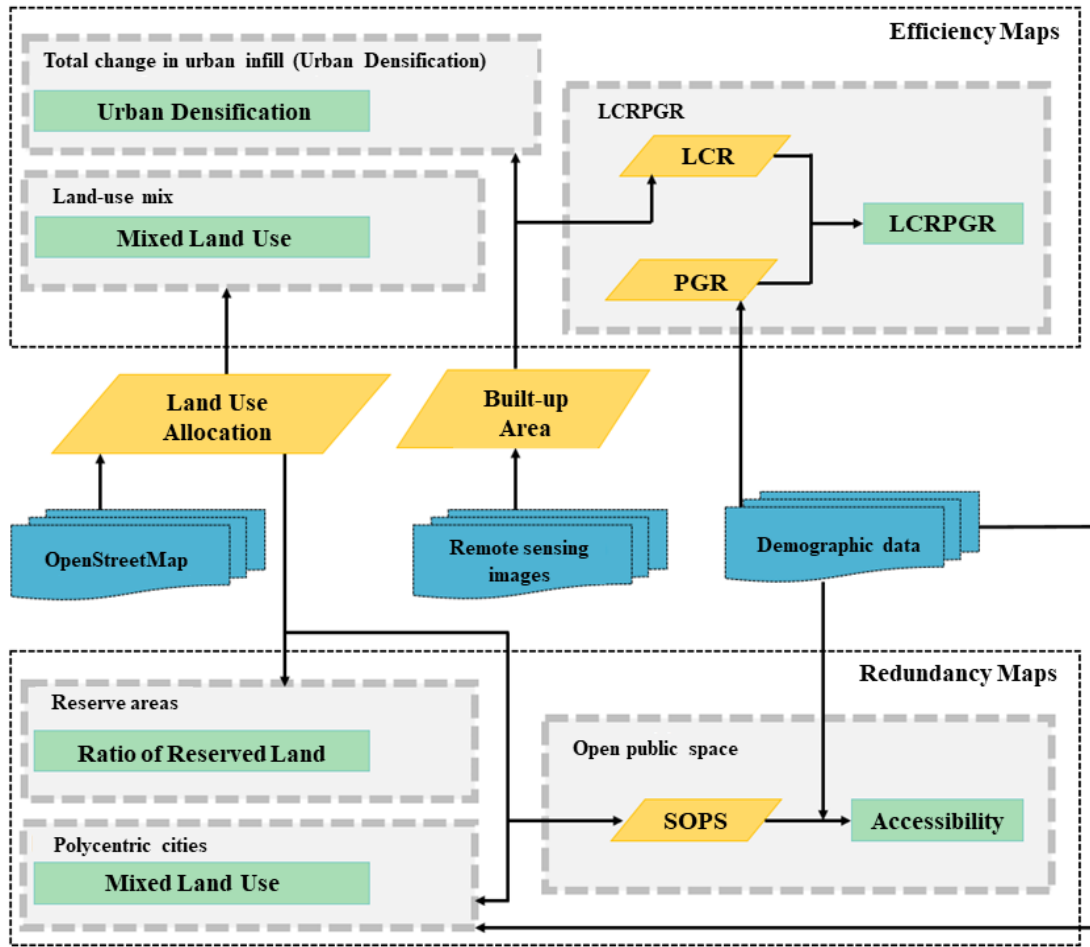 Efficiency Maps
Total change in urban infill (Urban Densification)
Urban Densification
Land-use mix
Mixed Land Use
LCRPGR
LCR
LCRPGR
PGR
Land Use
Allocation
Built-up
Area
OpenStreetMap
Remote sensing
images
Demographic data
Redundancy Maps
Reserve areas
Ratio of Reserved Land
Open public space
SOPS
Accessibility
Polycentric cities
Mixed Land Use